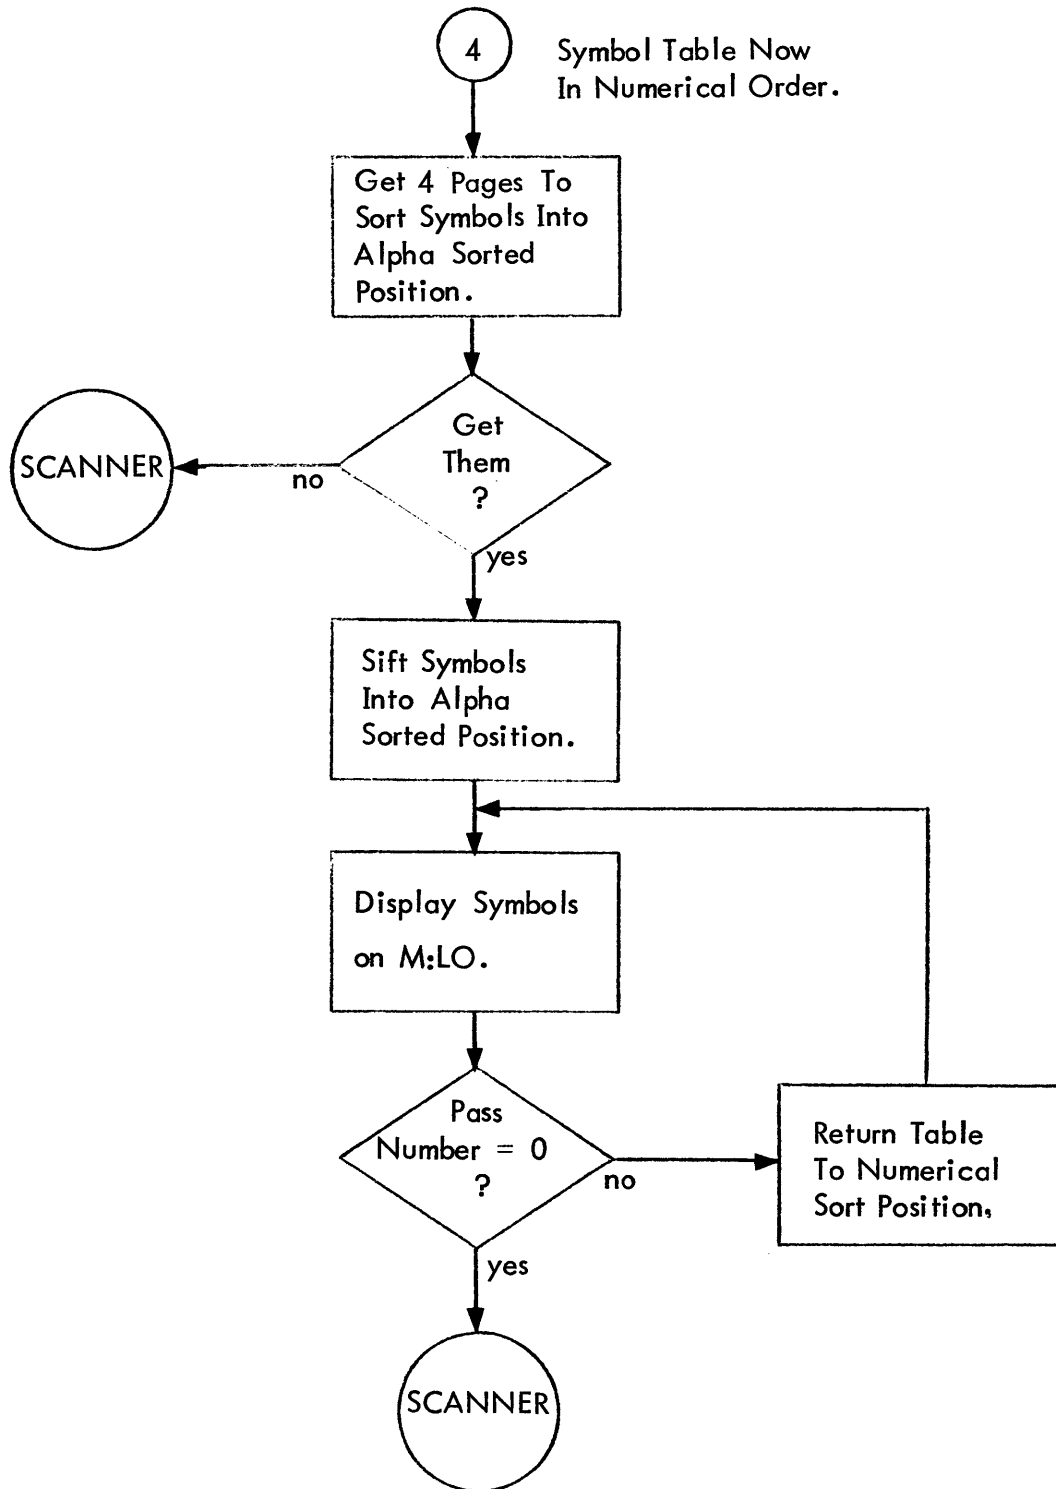 4
Symbol Table Now
In Numerical Order.
Get 4 Pages To
Sort Symbols Into
Alpha Sorted
Position.
Get
Them
?
SCANNER
no
yes
Sift Symbols
Into Alpha
Sorted Position.
Display Symbols
on M:LO.
Pass
Number = 0
?
no
Return Table
To Numerical
Sort Position,
yes
SCANNER